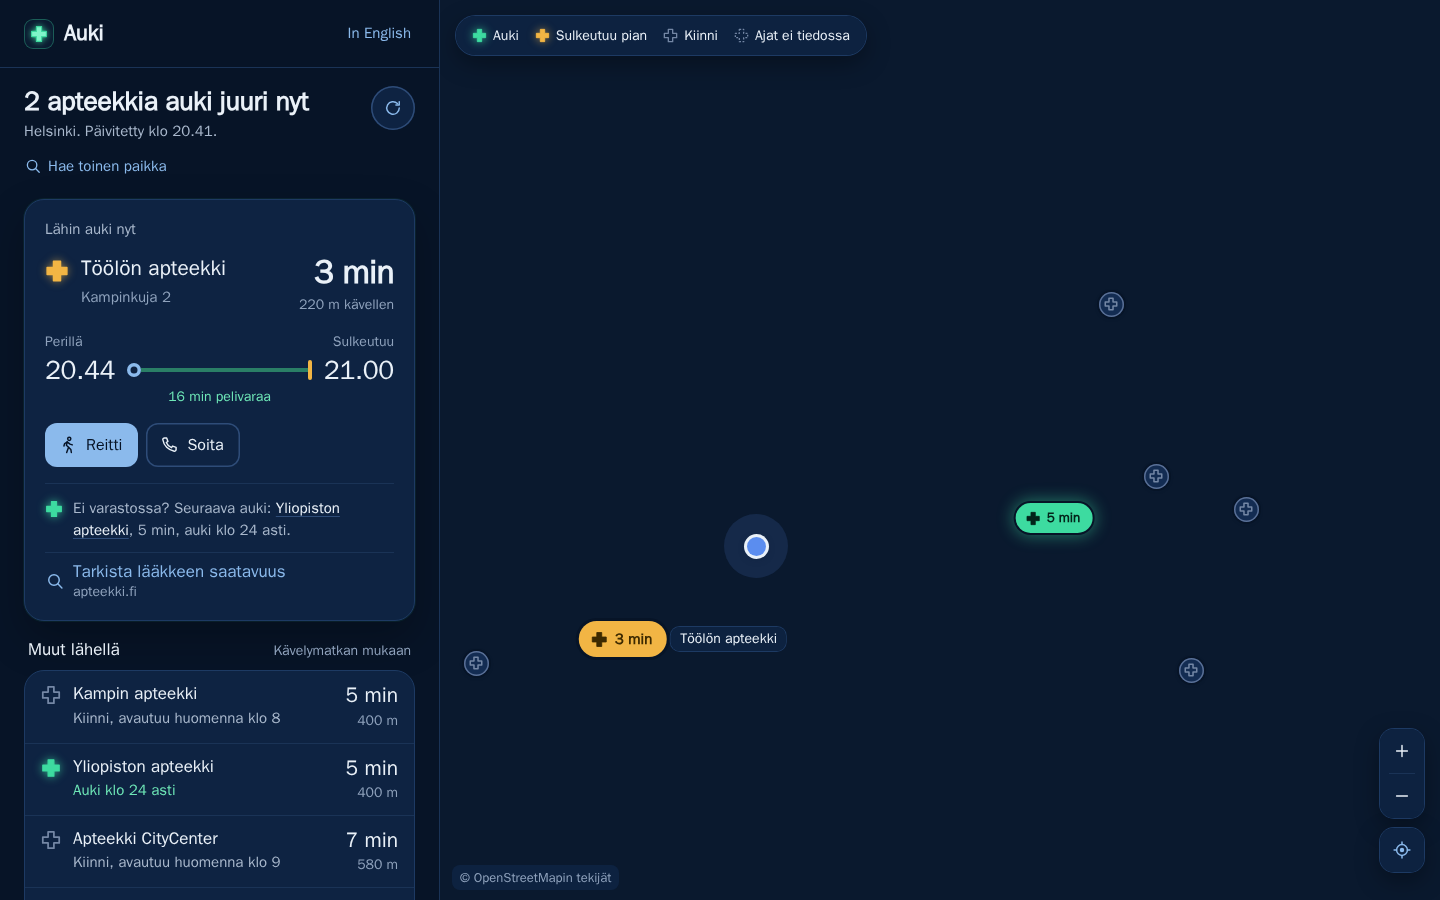 Auki
In English
2 apteekkia auki juuri nyt
Helsinki. Päivitetty klo 20.41.
Hae toinen paikka
Lähin auki nyt
Töölön apteekki
3 min
Kampinkuja 2
220 m kävellen
Perillä
Sulkeutuu
20.44
21.00
16 min pelivaraa
Reitti
Soita
Ei varastossa? Seuraava auki: Yliopiston
apteekki, 5 min, auki klo 24 asti.
Tarkista lääkkeen saatavuus
apteekki.fi
Muut lähellä
Kävelymatkan mukaan
Kampin apteekki
5 min
Kiinni, avautuu huomenna klo 8
400 m
Yliopiston apteekki
5 min
Auki klo 24 asti
400 m
Apteekki CityCenter
7 min
Kiinni, avautuu huomenna klo 9
580 m
Auki
Sulkeutuu pian
Kiinni
Ajat ei tiedossa
5 min
3 min
Töölön apteekki
© OpenStreetMapin tekijät